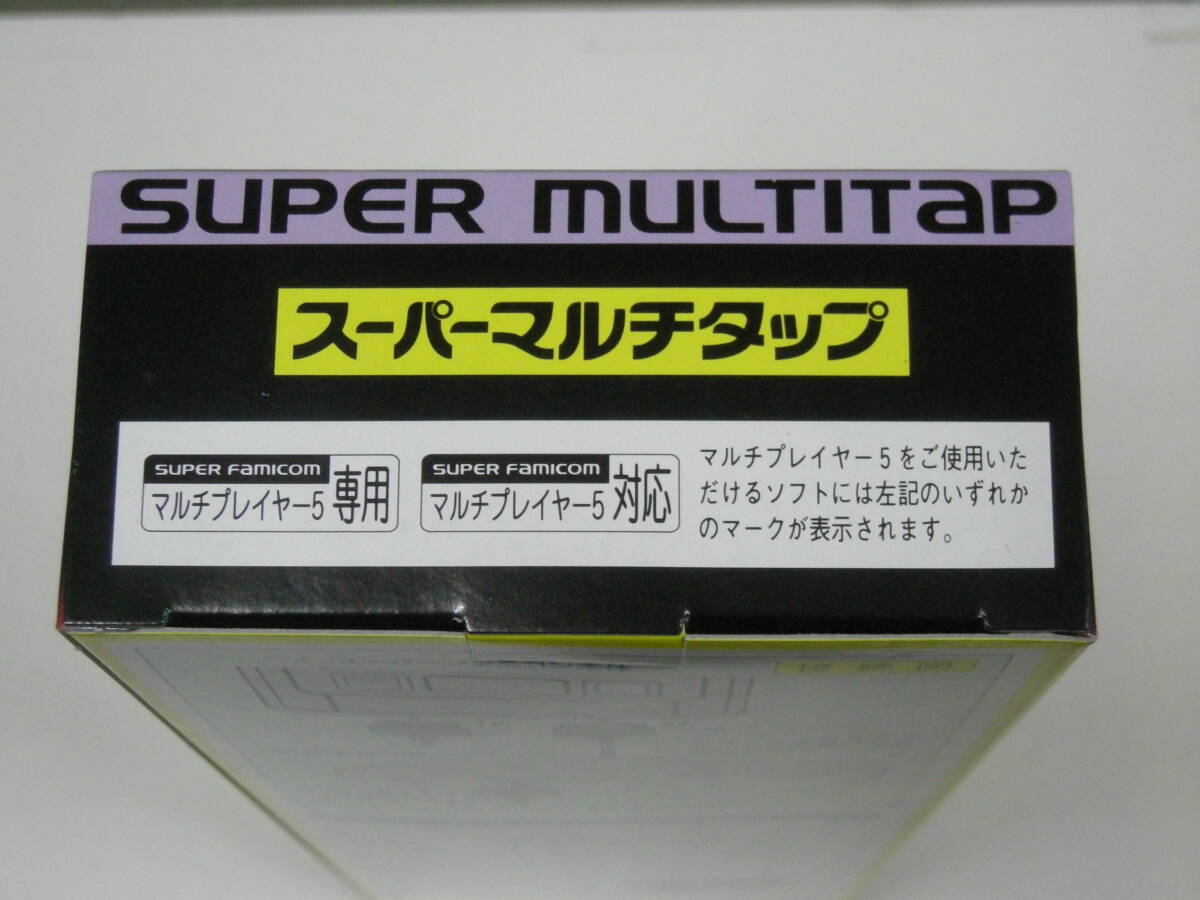 SUPER MULTITAP
スーパーマルチタップ
SUPER FAMICOM
マルチプレイヤー5 専用
SUPER FAMICOM
マルチプレイヤー5 対応
マルチプレイヤー5をご使用いた
だけるソフトには左記のいずれか
のマークが表示されます。